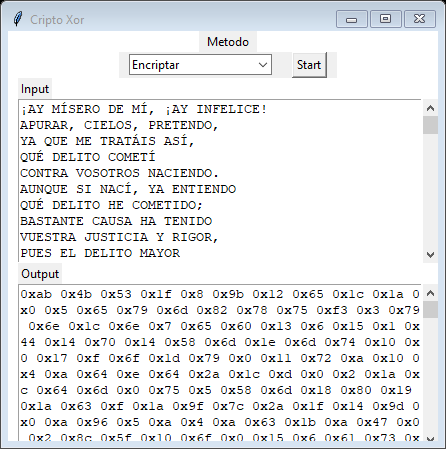 Cripto Xor
Metodo
Encriptar Start
Input
¡AY MÍSERO DE MÍ, ¡AY INFELICE!
APURAR, CIELOS, PRETENDO,
YA QUE ME TRATÁIS ASÍ,
QUÉ DELITO COMETÍ
CONTRA VOSOTROS NACIENDO.
AUNQUE SI NACÍ, YA ENTIENDO
QUÉ DELITO HE COMETIDO;
BASTANTE CAUSA HA TENIDO
VUESTRA JUSTICIA Y RIGOR,
PUES EL DELITO MAYOR
Output
0xab 0x4b 0x53 0x1f 0x8 0x9b 0x12 0x65 0x1c 0x1a 0
x0 0x5 0x65 0x79 0x6d 0x82 0x78 0x75 0xf3 0x3 0x79
0x6e 0x1c 0x6e 0x7 0x65 0x60 0x13 0x6 0x15 0x1 0x
44 0x14 0x70 0x14 0x58 0x6d 0x1e 0x6d 0x74 0x10 0x
0 0x17 0xf 0x6f 0x1d 0x79 0x0 0x11 0x72 0xa 0x10 0x
4 0xa 0x64 0xe 0x64 0x2a 0x1c 0xd 0x0 0x2 0x1a 0x
c 0x64 0x6d 0x0 0x75 0x5 0x58 0x6d 0x18 0x80 0x19
0x1a 0x63 0xf 0x1a 0x9f 0x7c 0x2a 0x1f 0x14 0x9d 0
x0 0xa 0x96 0x5 0xa 0x4 0xa 0x63 0x1b 0xa 0x47 0x0
0x2 0x8c 0x5f 0x10 0x6f 0x0 0x15 0x6 0x61 0x73 0x